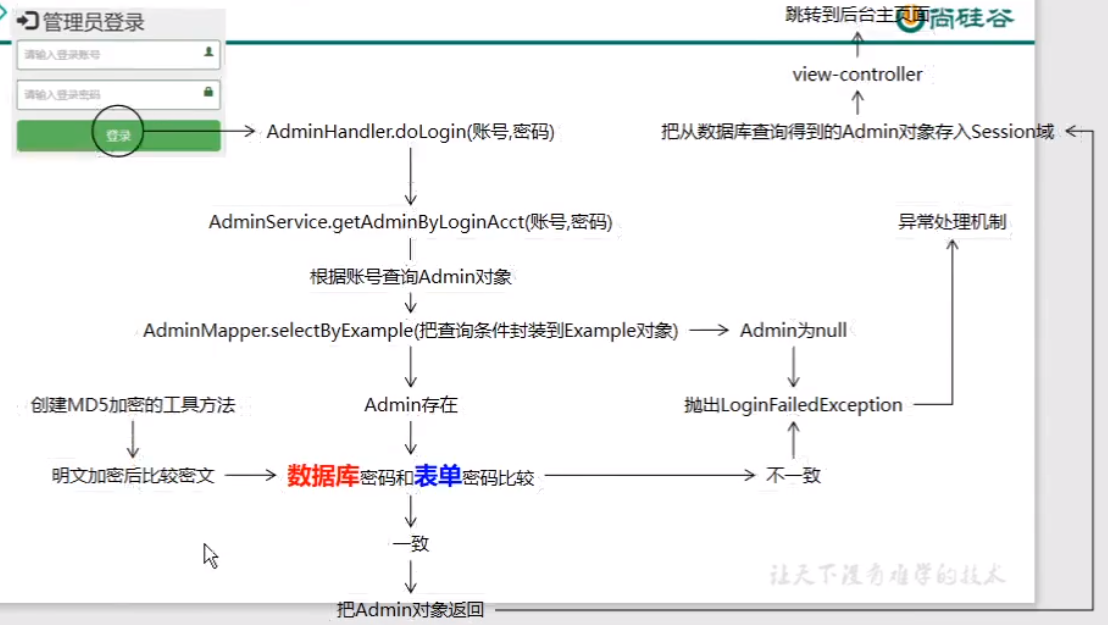 管理员登录
请输入登录账号
请输入登录密码
登录
跳转到后台主页面
尚硅谷
view-controller
AdminHandler.doLogin(账号,密码)
把从数据库查询得到的Admin对象存入Session域
AdminService.getAdminByLoginAcct(账号,密码)
异常处理机制
根据账号查询Admin对象
AdminMapper.selectByExample(把查询条件封装到Example对象)
Admin为null
创建MD5加密的工具方法
Admin存在
抛出LoginFailedException
明文加密后比较密文
数据库密码和表单密码比较
不一致
一致
让天下没有难学的技术
把Admin对象返回